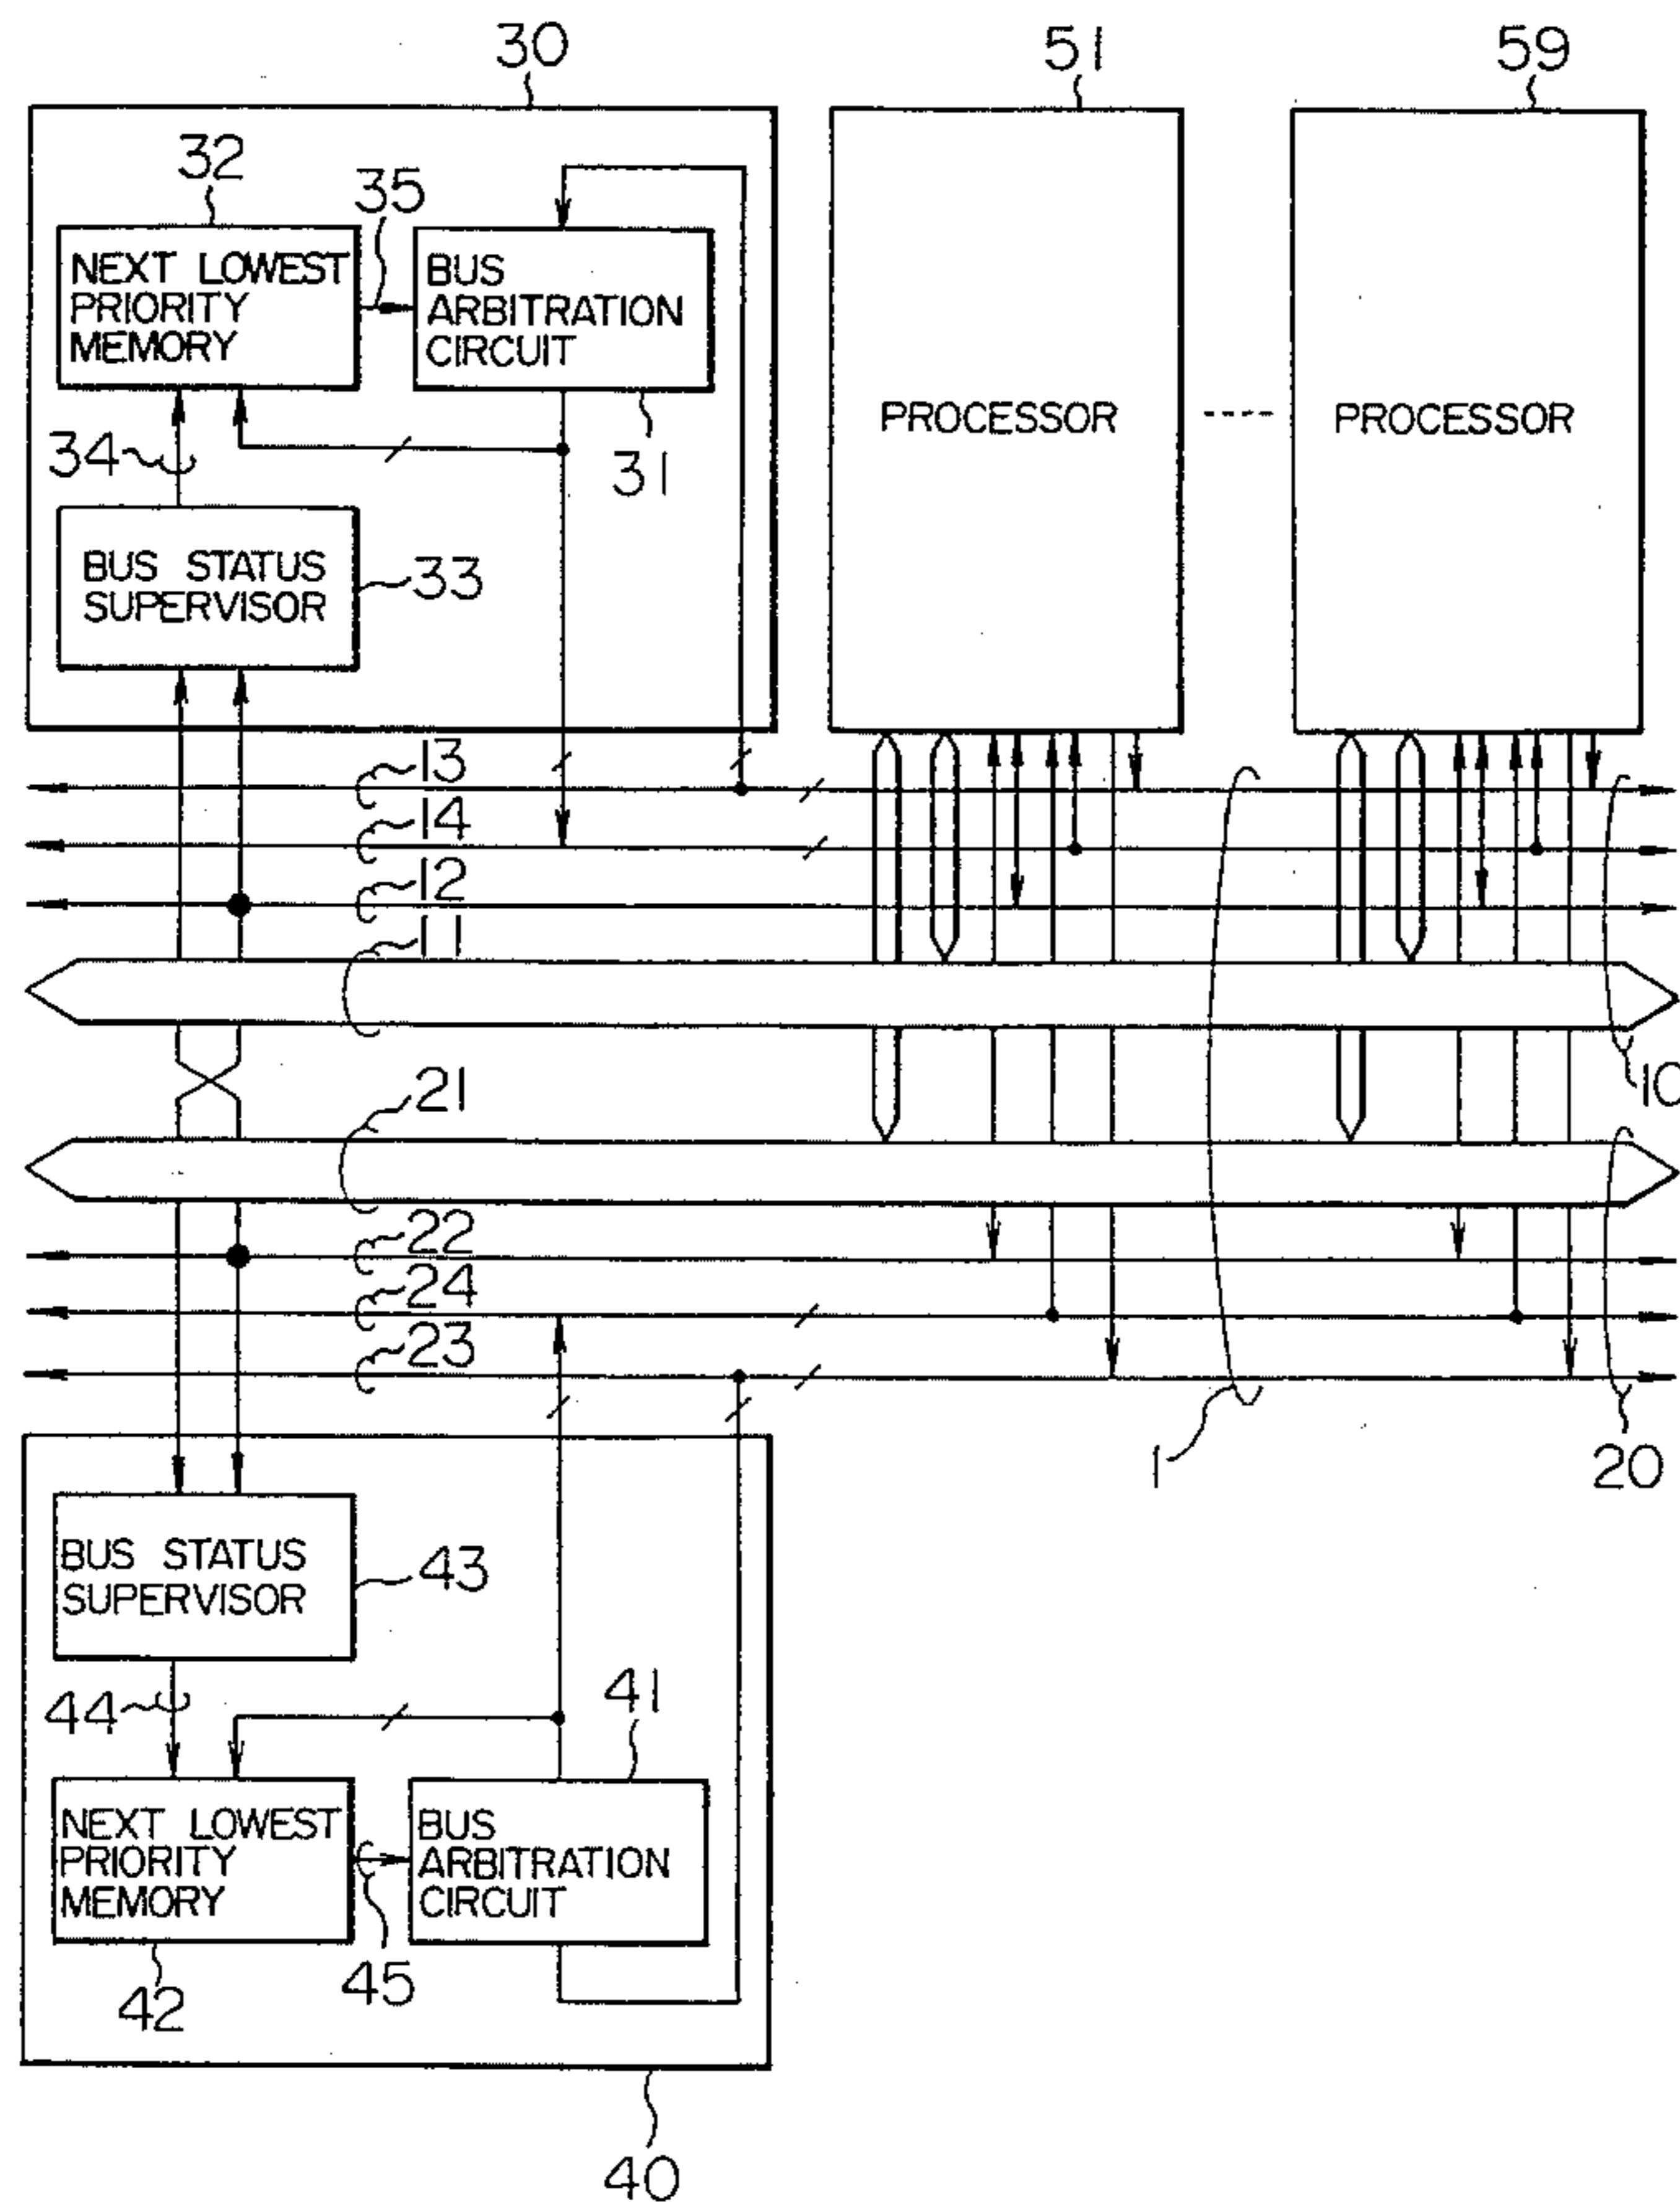 30
51
59
32
35
NEXT LOWEST
PRIORITY
MEMORY
BUS
ARBITRATION
CIRCUIT
PROCESSOR
PROCESSOR
34
31
BUS STATUS
SUPERVISOR
33
13
14
12
11
10
21
22
24
23
1
20
BUS STATUS
SUPERVISOR
43
44
41
NEXT LOWEST
PRIORITY
MEMORY
BUS
ARBITRATION
CIRCUIT
45
42
40